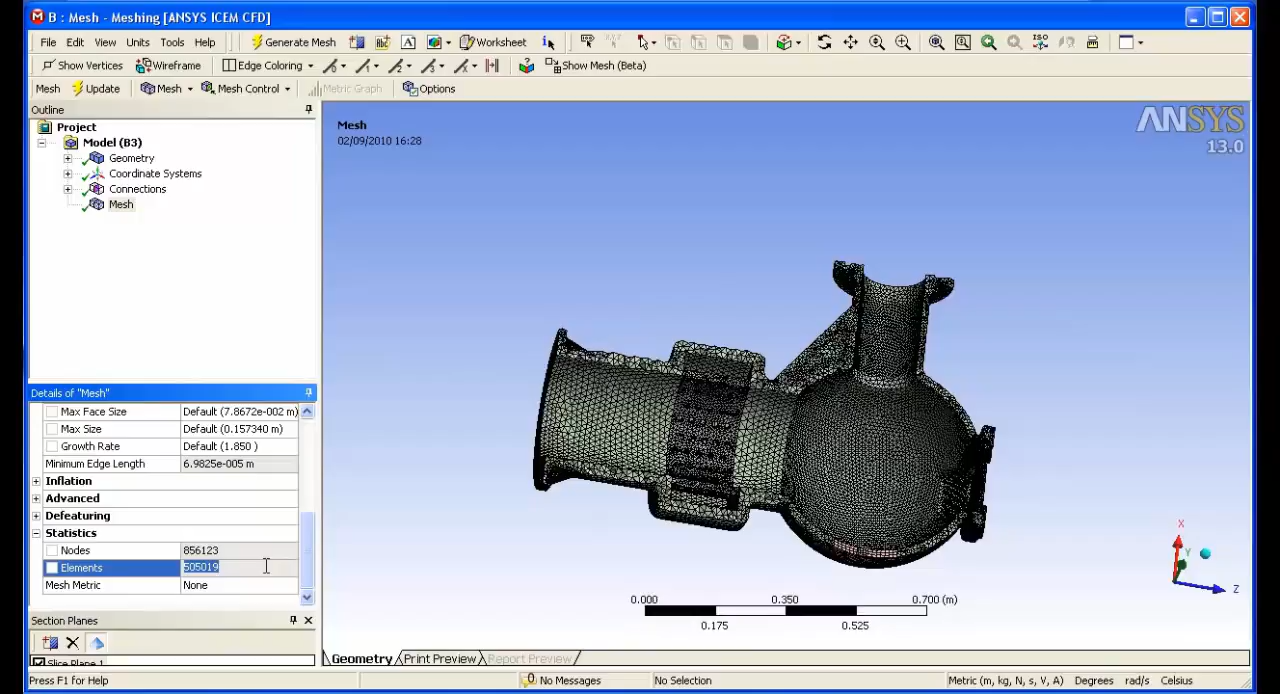 B : Mesh - Meshing [ANSYS ICEM CFD]
File Edit View Units Tools Help Generate Mesh A Worksheet i ISO
Show Vertices Wireframe Edge Coloring Show Mesh (Beta)
Mesh Update Mesh Mesh Control Metric Graph Options
Outline
Project
Model (B3)
Geometry
Coordinate Systems
Connections
Mesh
Mesh
02/09/2010 16:28
ANSYS
13.0
Details of "Mesh"
Max Face Size Default (7.8672e-002 m)
Max Size Default (0.157340 m)
Growth Rate Default (1.850 )
Minimum Edge Length 6.9825e-005 m
Inflation
Advanced
Defeaturing
Statistics
Nodes 856123
Elements 505019
Mesh Metric None
Section Planes
Slice Plane 1
0.000 0.350 0.700 (m)
0.175 0.525
X
Y
Z
Geometry Print Preview Report Preview
Press F1 for Help 0 No Messages No Selection Metric (m, kg, N, s, V, A) Degrees rad/s Celsius